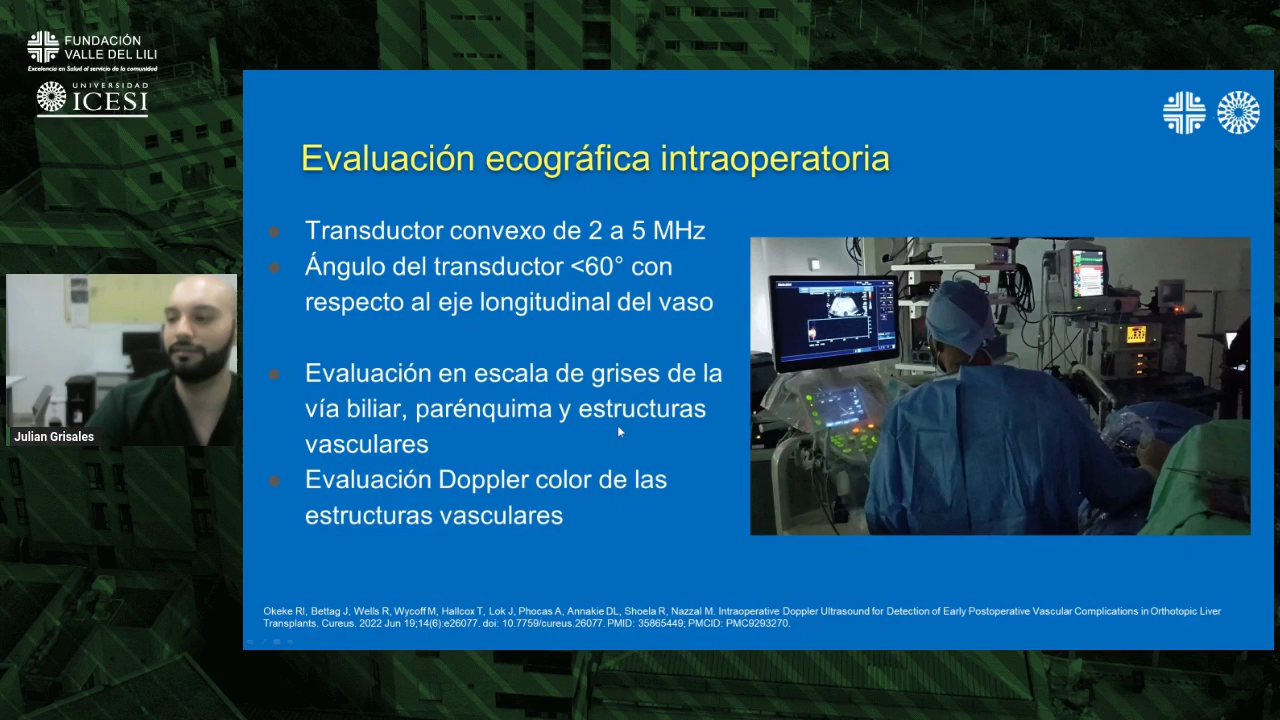 FUNDACIÓN
VALLE DEL LILI
Excelencia en Salud al servicio de la comunidad
UNIVERSIDAD
ICESI
Evaluación ecográfica intraoperatoria
Transductor convexo de 2 a 5 MHz
Ángulo del transductor <60° con
respecto al eje longitudinal del vaso
Evaluación en escala de grises de la
vía biliar, parénquima y estructuras
vasculares
Evaluación Doppler color de las
estructuras vasculares
Julian Grisales
Okeke RI, Bettag J, Wells R, Wycoff M, Hallcox T, Lok J, Phocas A, Annakie DL, Shoela R, Nazzal M. Intraoperative Doppler Ultrasound for Detection of Early Postoperative Vascular Complications in Orthotopic Liver
Transplants. Cureus. 2022 Jun 19;14(6):e26077. doi: 10.7759/cureus.26077. PMID: 35865449; PMCID: PMC9293270.